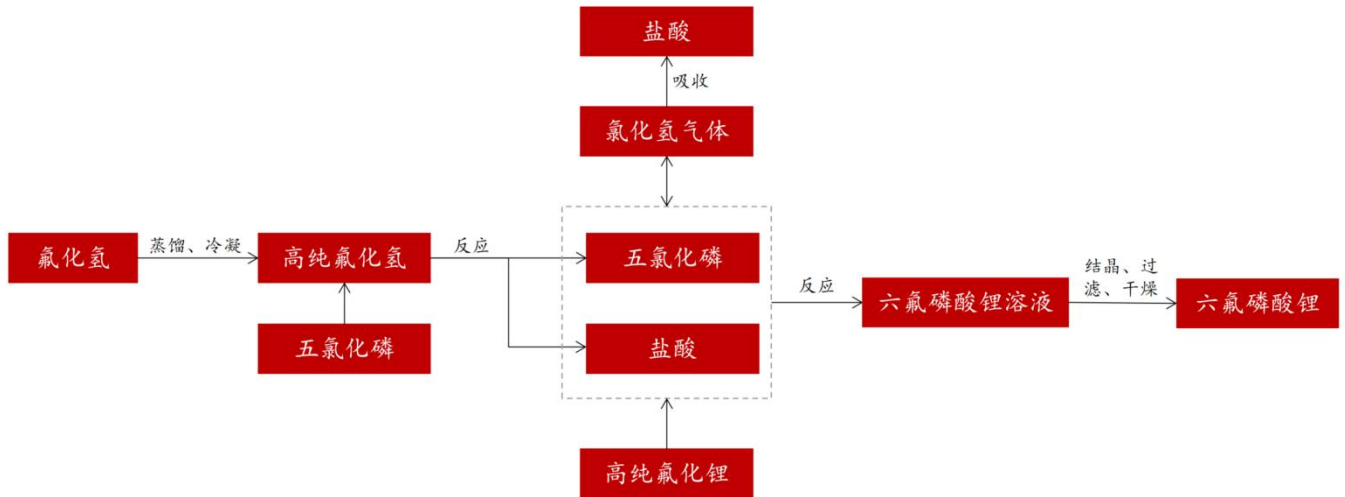 盐酸
吸收
氯化氢气体
氟化氢
蒸馏、冷凝
高纯氟化氢
反应
五氯化磷
五氯化磷
盐酸
反应
六氟磷酸锂溶液
结晶、过
滤、干燥
六氟磷酸锂
高纯氟化锂